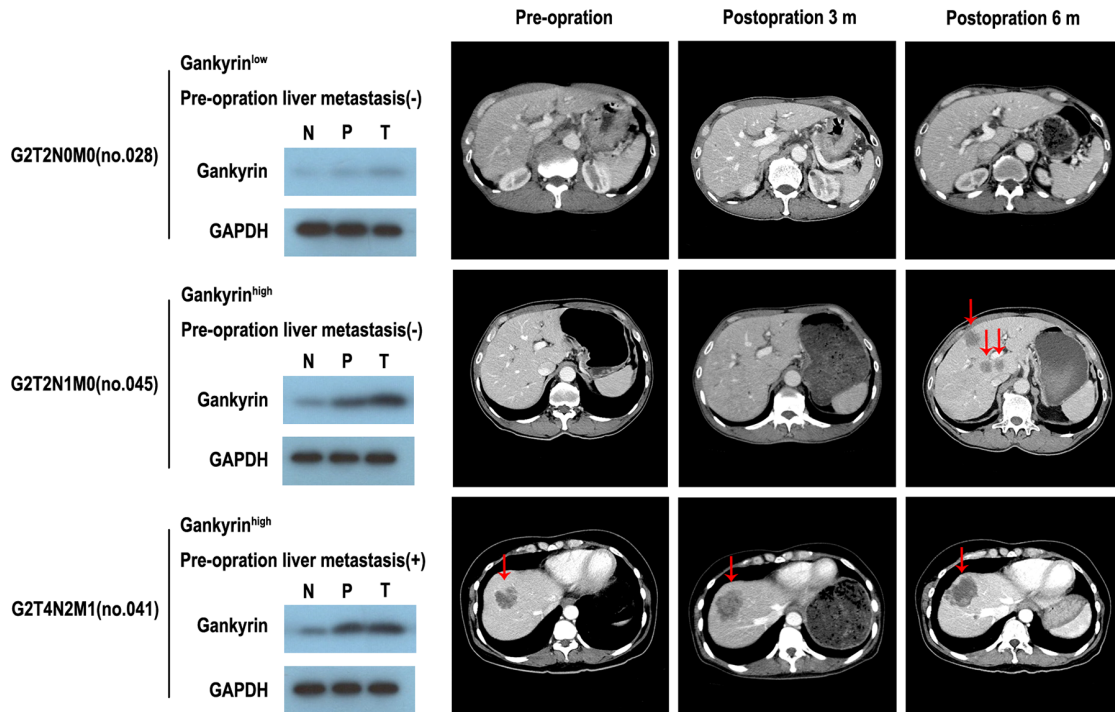 Pre-opration
Postopration 3 m
Postopration 6 m
G2T2N0M0(no.028)
Gankyrinlow
Pre-opration liver metastasis(-)
N P T
Gankyrin
GAPDH
G2T2N1M0(no.045)
Gankyrinhigh
Pre-opration liver metastasis(-)
N P T
Gankyrin
GAPDH
G2T4N2M1(no.041)
Gankyrinhigh
Pre-opration liver metastasis(+)
N P T
Gankyrin
GAPDH